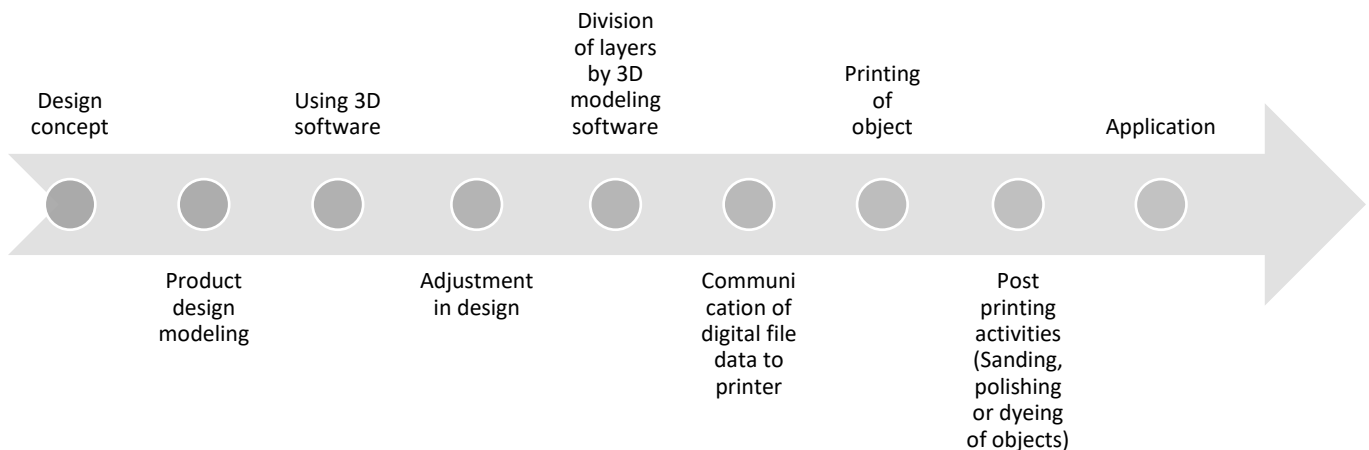 Design
concept
Product
design
modeling
Using 3D
software
Adjustment
in design
Division
of layers
by 3D
modeling
software
Communi
cation of
digital file
data to
printer
Printing
of
object
Post
printing
activities
(Sanding,
polishing
or dyeing
of objects)
Application